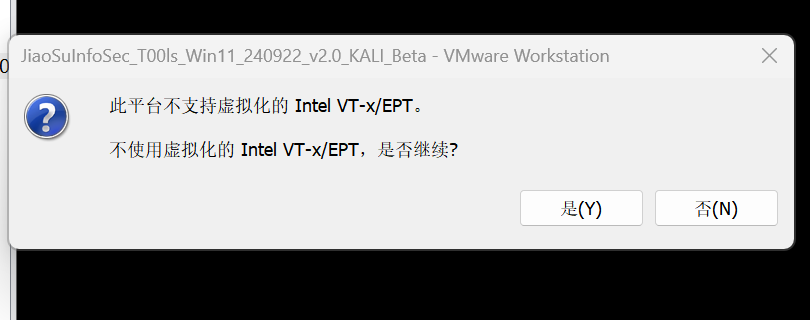 JiaoSuInfoSec_T00ls_Win11_240922_v2.0_KALI_Beta - VMware Workstation
0
此平台不支持虚拟化的 Intel VT-x/EPT。
不使用虚拟化的 Intel VT-x/EPT，是否继续?
是(Y)
否(N)